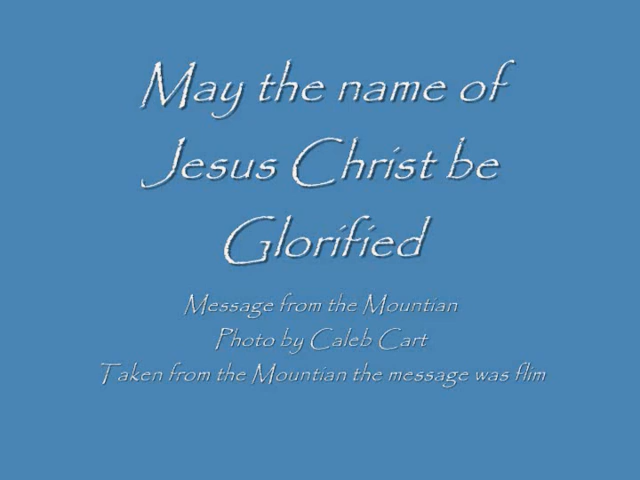 May the name of
Jesus Christ be
Glorified
Message from the Mountian
Photo by Caleb Cart
Taken from the Mountian the message was flim